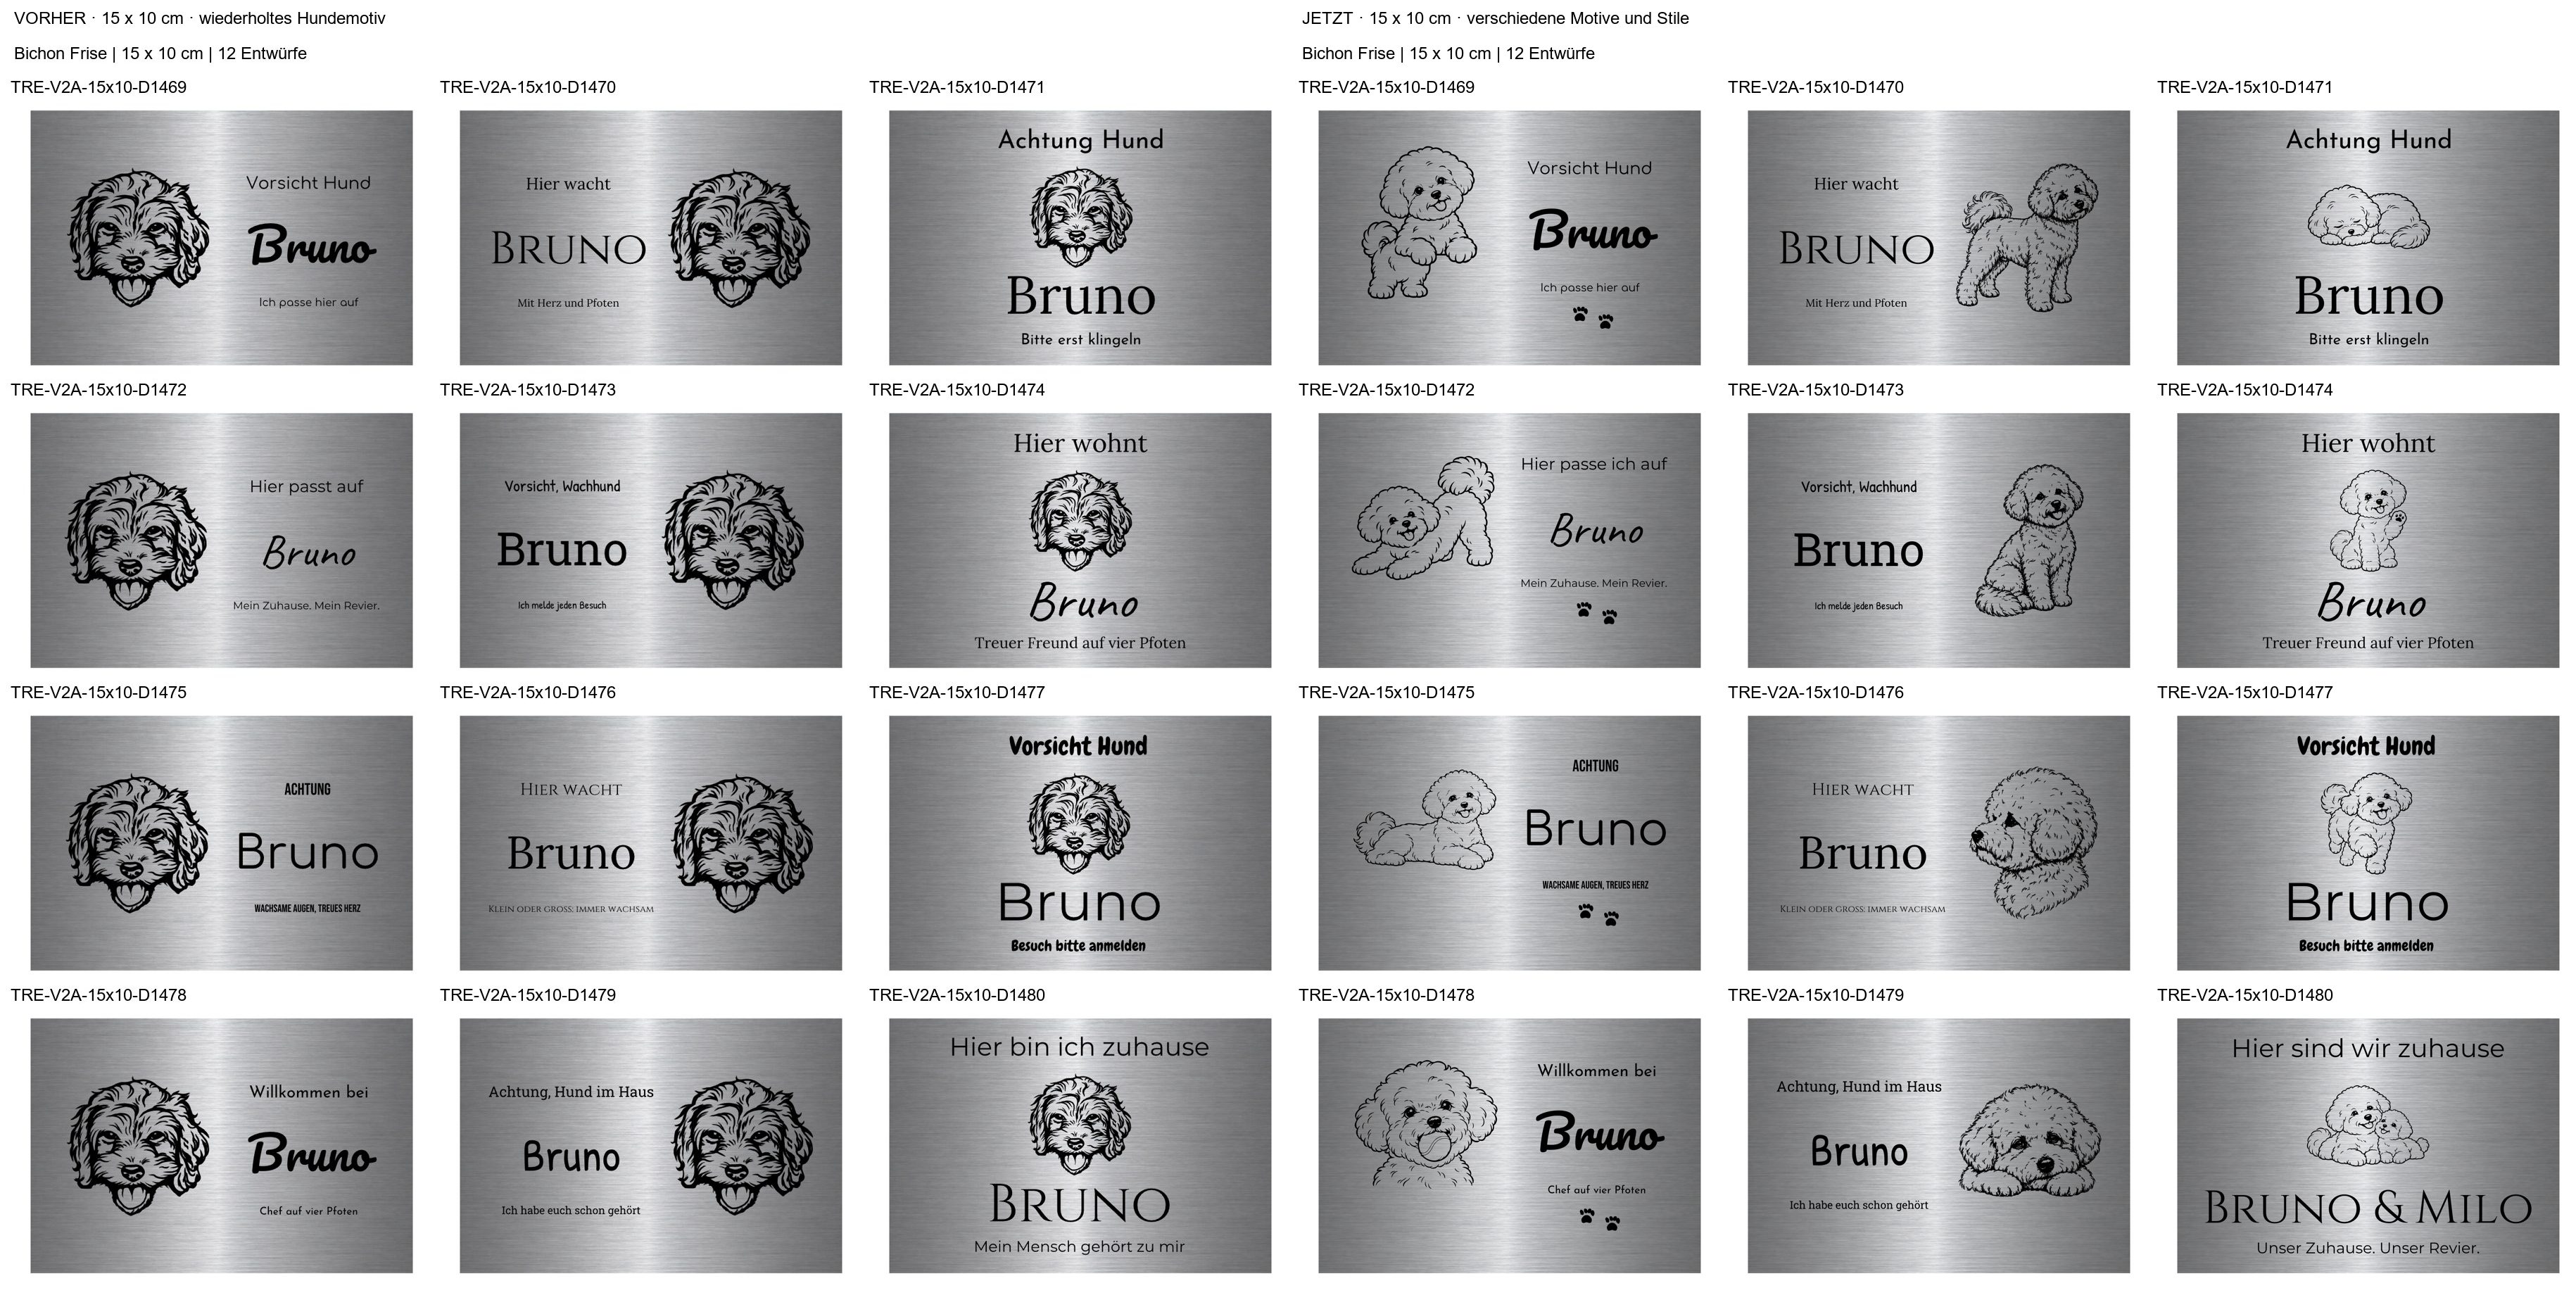 VORHER · 15 x 10 cm · wiederholtes Hundemotiv
Bichon Frise | 15 x 10 cm | 12 Entwürfe
TRE-V2A-15x10-D1469
Vorsicht Hund
Bruno
Ich passe hier auf
TRE-V2A-15x10-D1470
Hier wacht
BRUNO
Mit Herz und Pfoten
TRE-V2A-15x10-D1471
Achtung Hund
Bruno
Bitte erst klingeln
TRE-V2A-15x10-D1472
Hier passt auf
Bruno
Mein Zuhause. Mein Revier.
TRE-V2A-15x10-D1473
Vorsicht, Wachhund
Bruno
Ich melde jeden Besuch
TRE-V2A-15x10-D1474
Hier wohnt
Bruno
Treuer Freund auf vier Pfoten
TRE-V2A-15x10-D1475
ACHTUNG
Bruno
WACHSAME AUGEN, TREUES HERZ
TRE-V2A-15x10-D1476
HIER WACHT
Bruno
KLEIN ODER GROSS: IMMER WACHSAM
TRE-V2A-15x10-D1477
Vorsicht Hund
Bruno
Besuch bitte anmelden
TRE-V2A-15x10-D1478
Willkommen bei
Bruno
Chef auf vier Pfoten
TRE-V2A-15x10-D1479
Achtung, Hund im Haus
Bruno
Ich habe euch schon gehört
TRE-V2A-15x10-D1480
Hier bin ich zuhause
BRUNO
Mein Mensch gehört zu mir
JETZT · 15 x 10 cm · verschiedene Motive und Stile
Bichon Frise | 15 x 10 cm | 12 Entwürfe
TRE-V2A-15x10-D1469
Vorsicht Hund
Bruno
Ich passe hier auf
TRE-V2A-15x10-D1470
Hier wacht
BRUNO
Mit Herz und Pfoten
TRE-V2A-15x10-D1471
Achtung Hund
Bruno
Bitte erst klingeln
TRE-V2A-15x10-D1472
Hier passe ich auf
Bruno
Mein Zuhause. Mein Revier.
TRE-V2A-15x10-D1473
Vorsicht, Wachhund
Bruno
Ich melde jeden Besuch
TRE-V2A-15x10-D1474
Hier wohnt
Bruno
Treuer Freund auf vier Pfoten
TRE-V2A-15x10-D1475
ACHTUNG
Bruno
WACHSAME AUGEN, TREUES HERZ
TRE-V2A-15x10-D1476
HIER WACHT
Bruno
KLEIN ODER GROSS: IMMER WACHSAM
TRE-V2A-15x10-D1477
Vorsicht Hund
Bruno
Besuch bitte anmelden
TRE-V2A-15x10-D1478
Willkommen bei
Bruno
Chef auf vier Pfoten
TRE-V2A-15x10-D1479
Achtung, Hund im Haus
Bruno
Ich habe euch schon gehört
TRE-V2A-15x10-D1480
Hier sind wir zuhause
BRUNO & MILO
Unser Zuhause. Unser Revier.